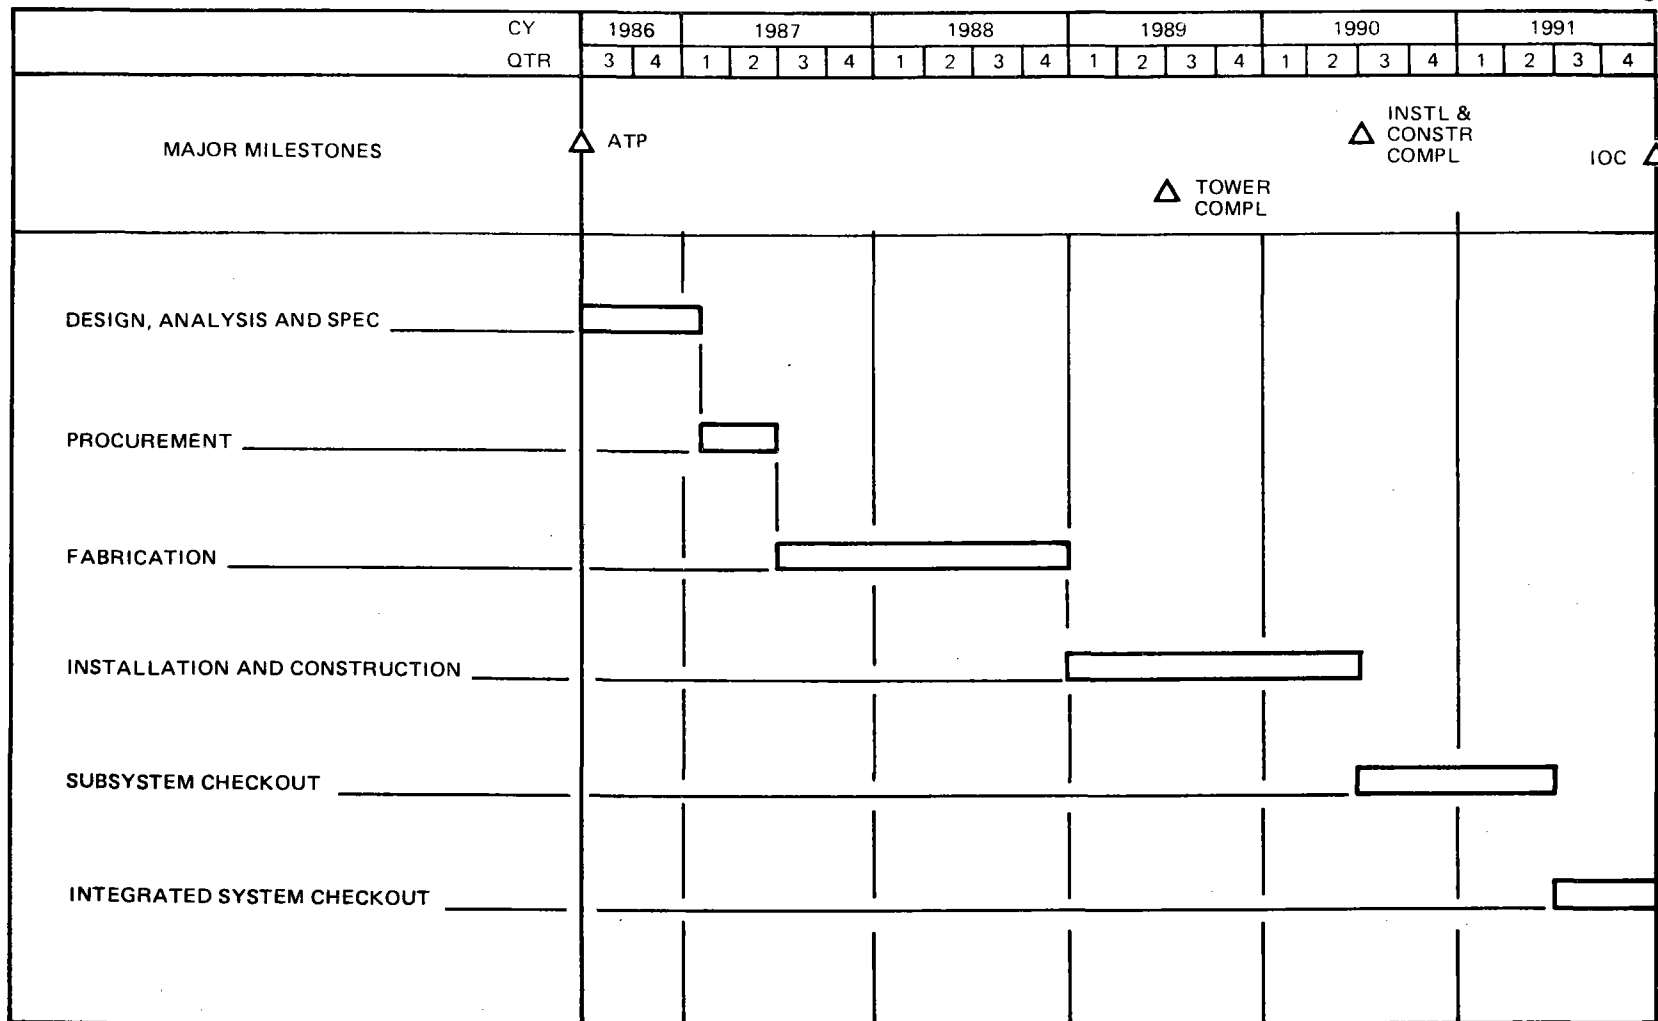 CY 1986 1987 1988 1989 1990 1991
QTR 3 4 1 2 3 4 1 2 3 4 1 2 3 4 1 2 3 4 1 2 3 4
MAJOR MILESTONES
ATP
TOWER
COMPL
INSTL &
CONSTR
COMPL
IOC
DESIGN, ANALYSIS AND SPEC
PROCUREMENT
FABRICATION
INSTALLATION AND CONSTRUCTION
SUBSYSTEM CHECKOUT
INTEGRATED SYSTEM CHECKOUT